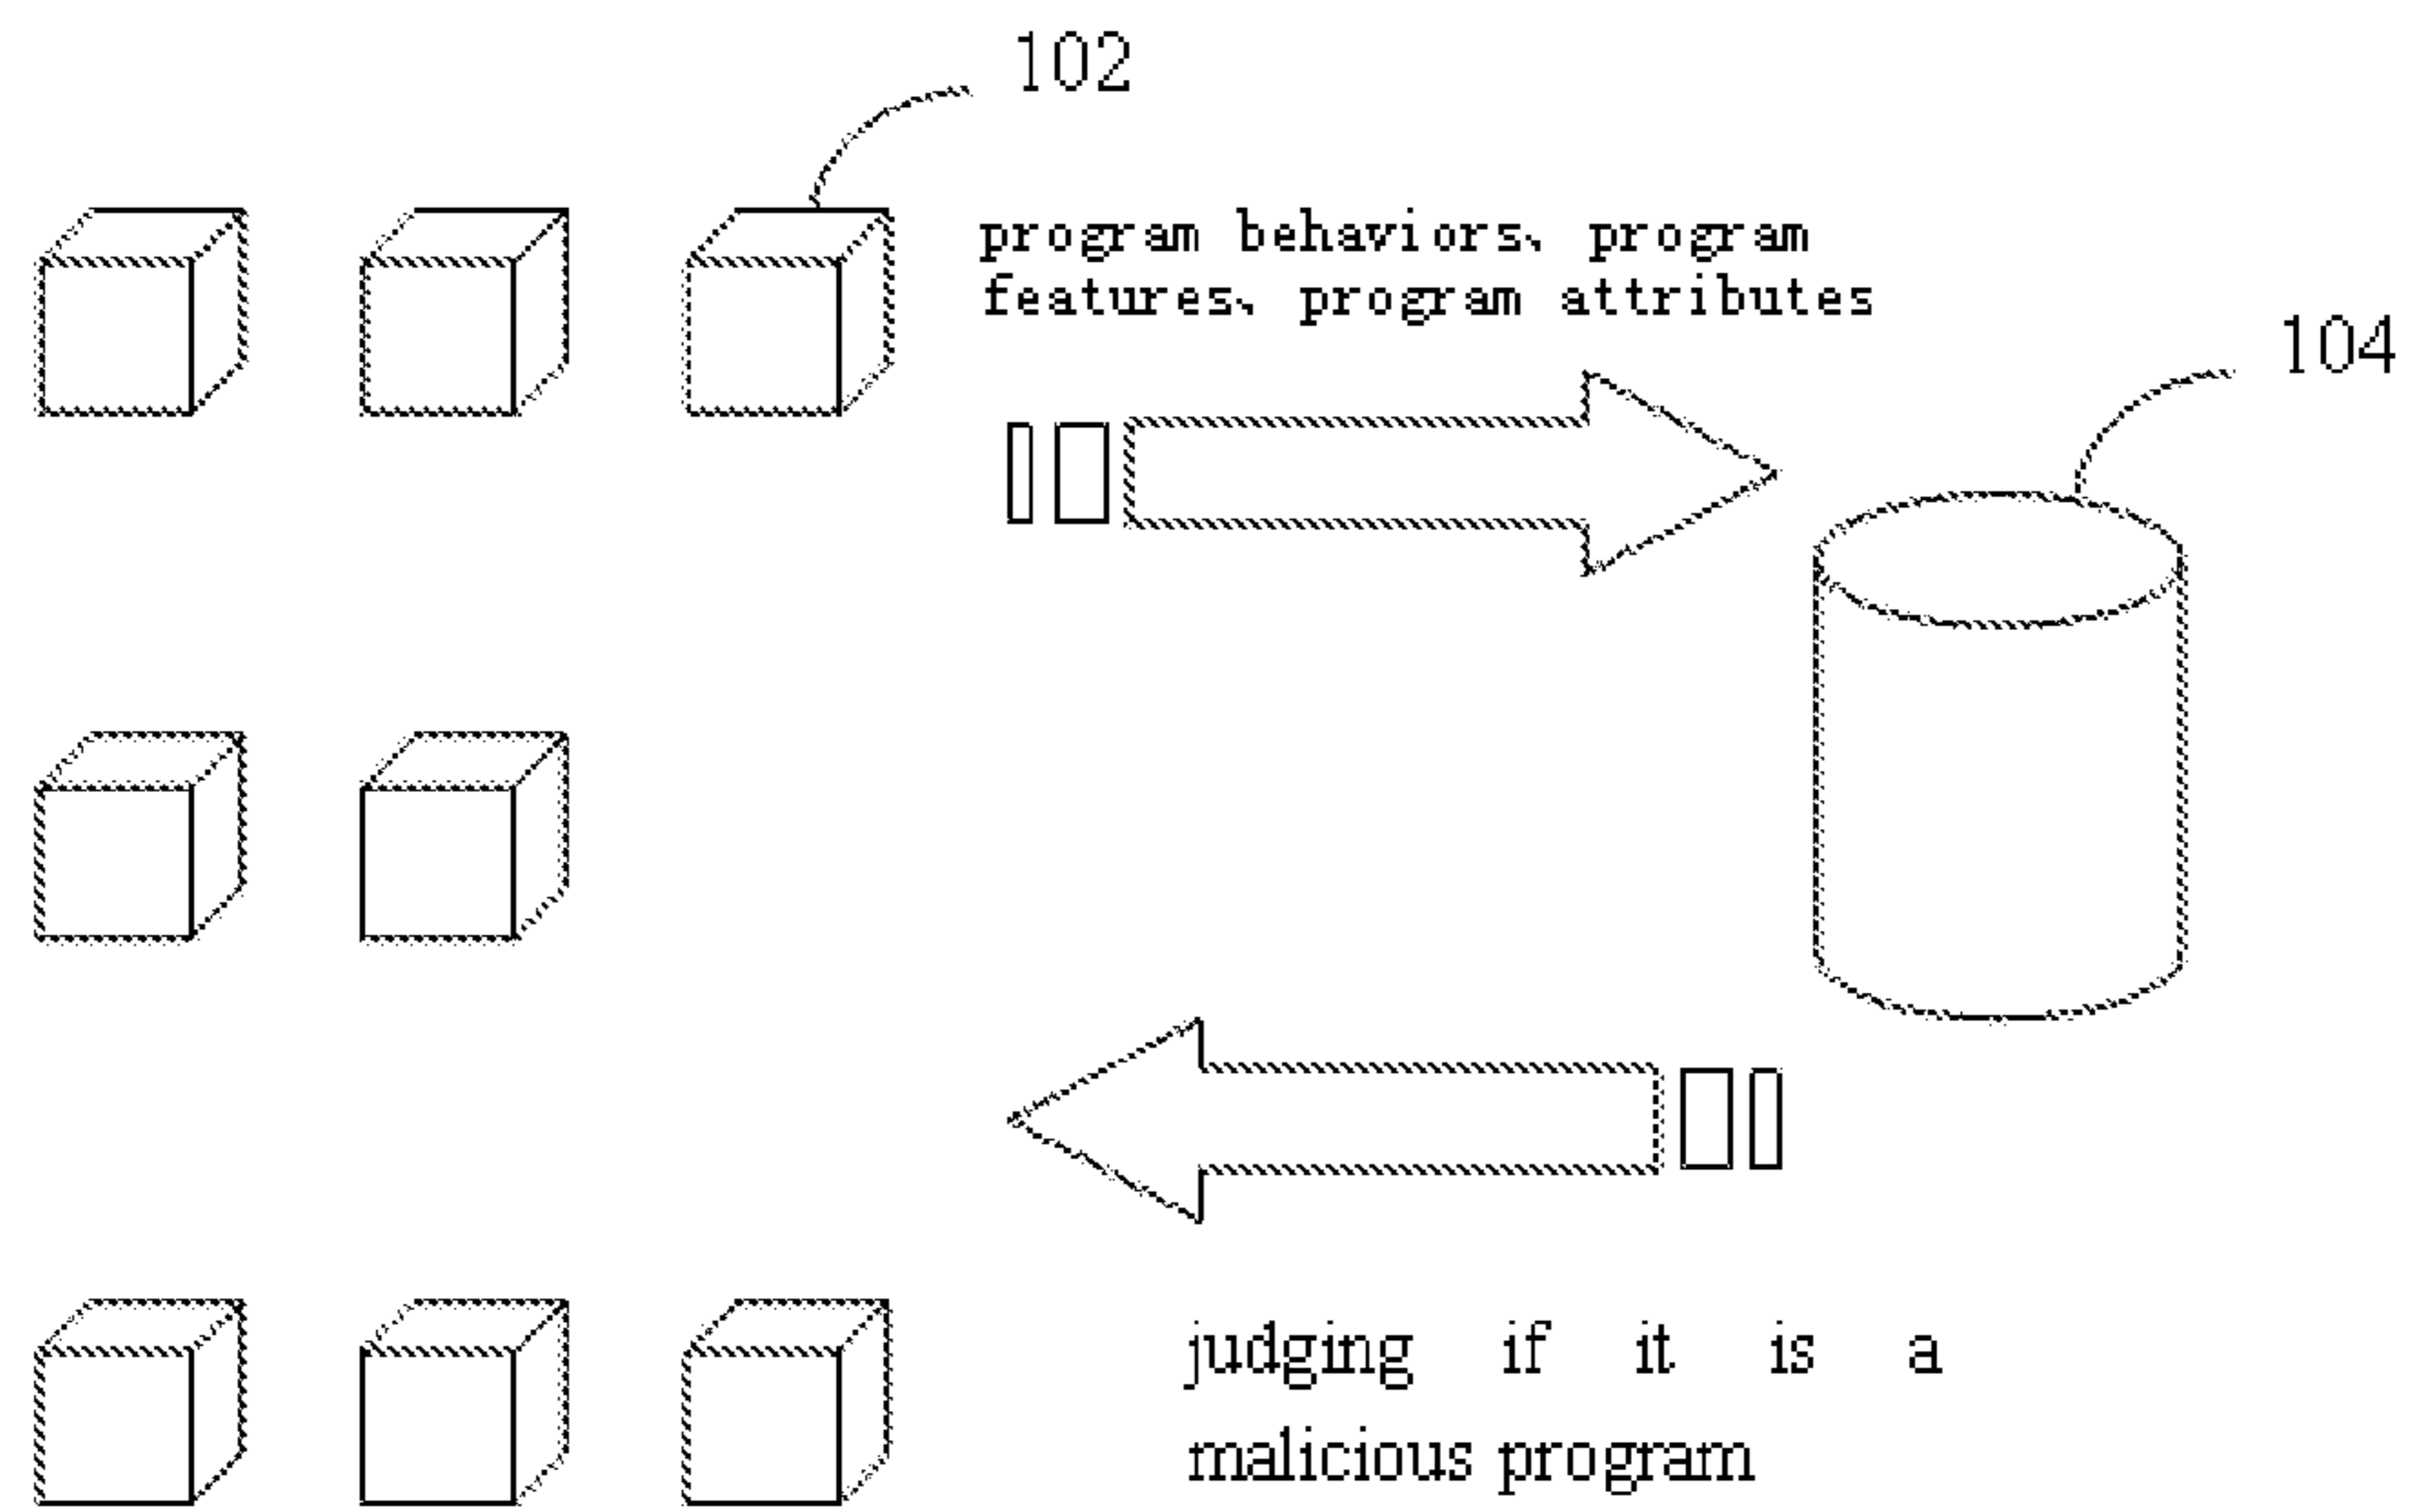 102
program behaviors、program
features、program attributes
104
judging if it is a
malicious program